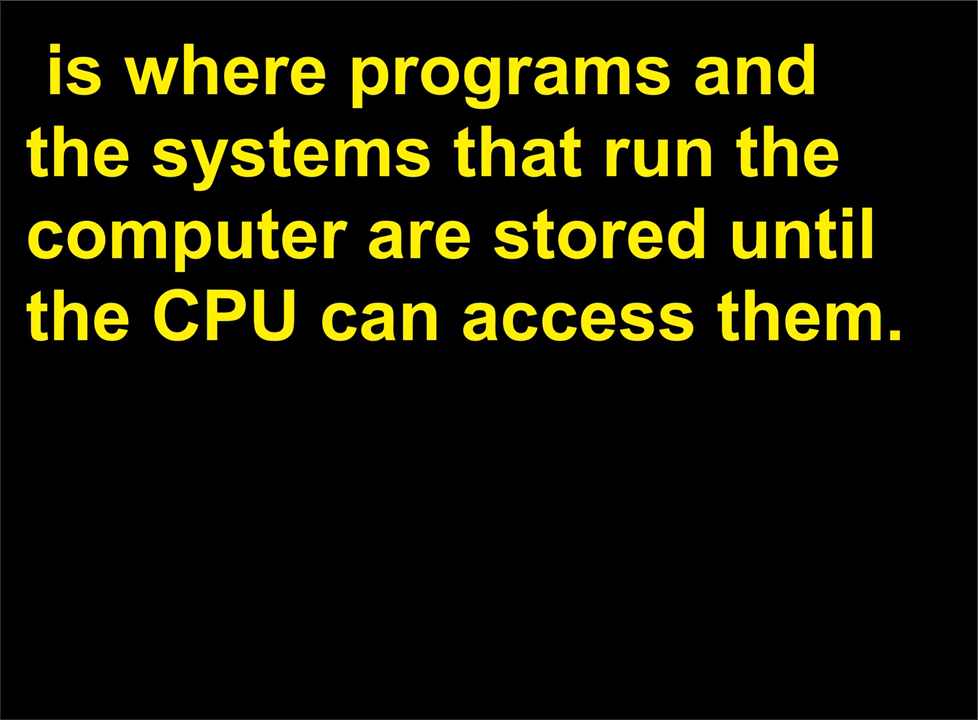 is where programs and
the systems that run the
computer are stored until
the CPU can access them.